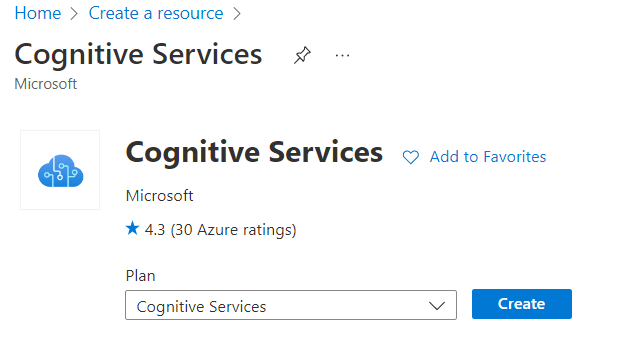 Home > Create a resource >
Cognitive Services ...
Microsoft
Cognitive Services Add to Favorites
Microsoft
4.3 (30 Azure ratings)
Plan
Cognitive Services Create